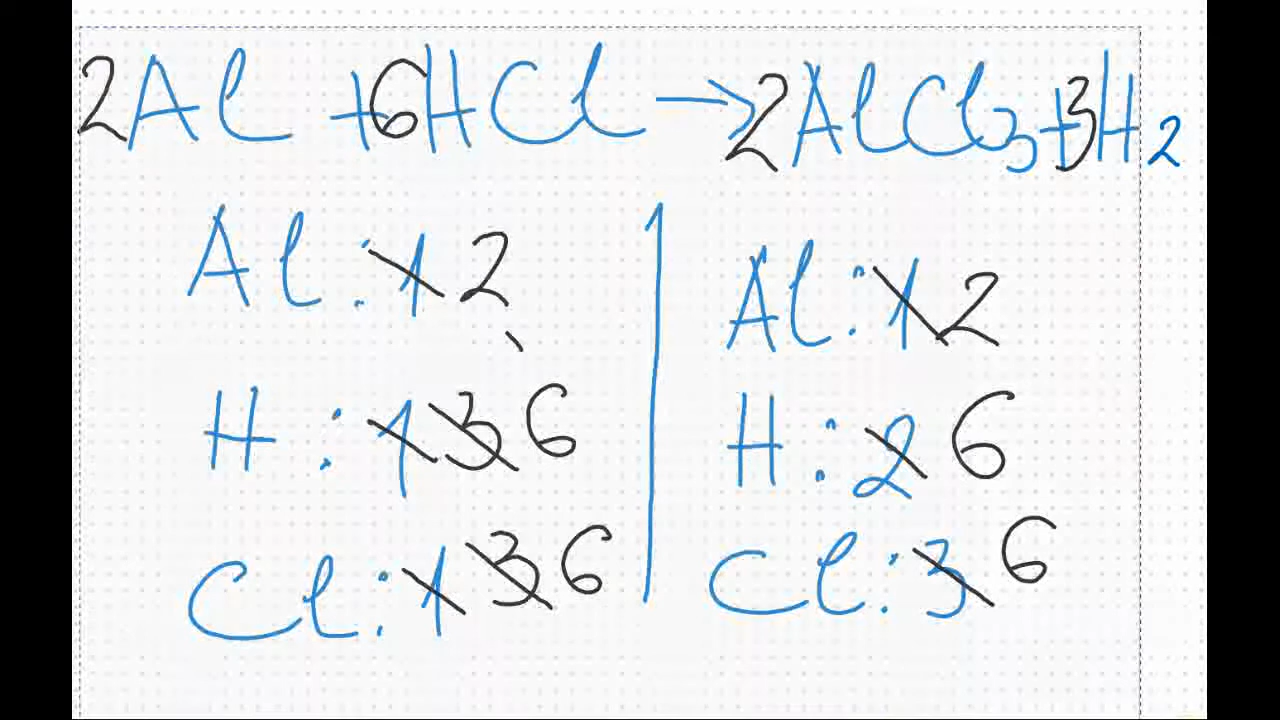 2Al + 6HCl → 2AlCl₃ + 3H₂
Al: 1 2 Al: 1 2
H: 1 3 6 H: 2 6
Cl: 1 3 6 Cl: 3 6